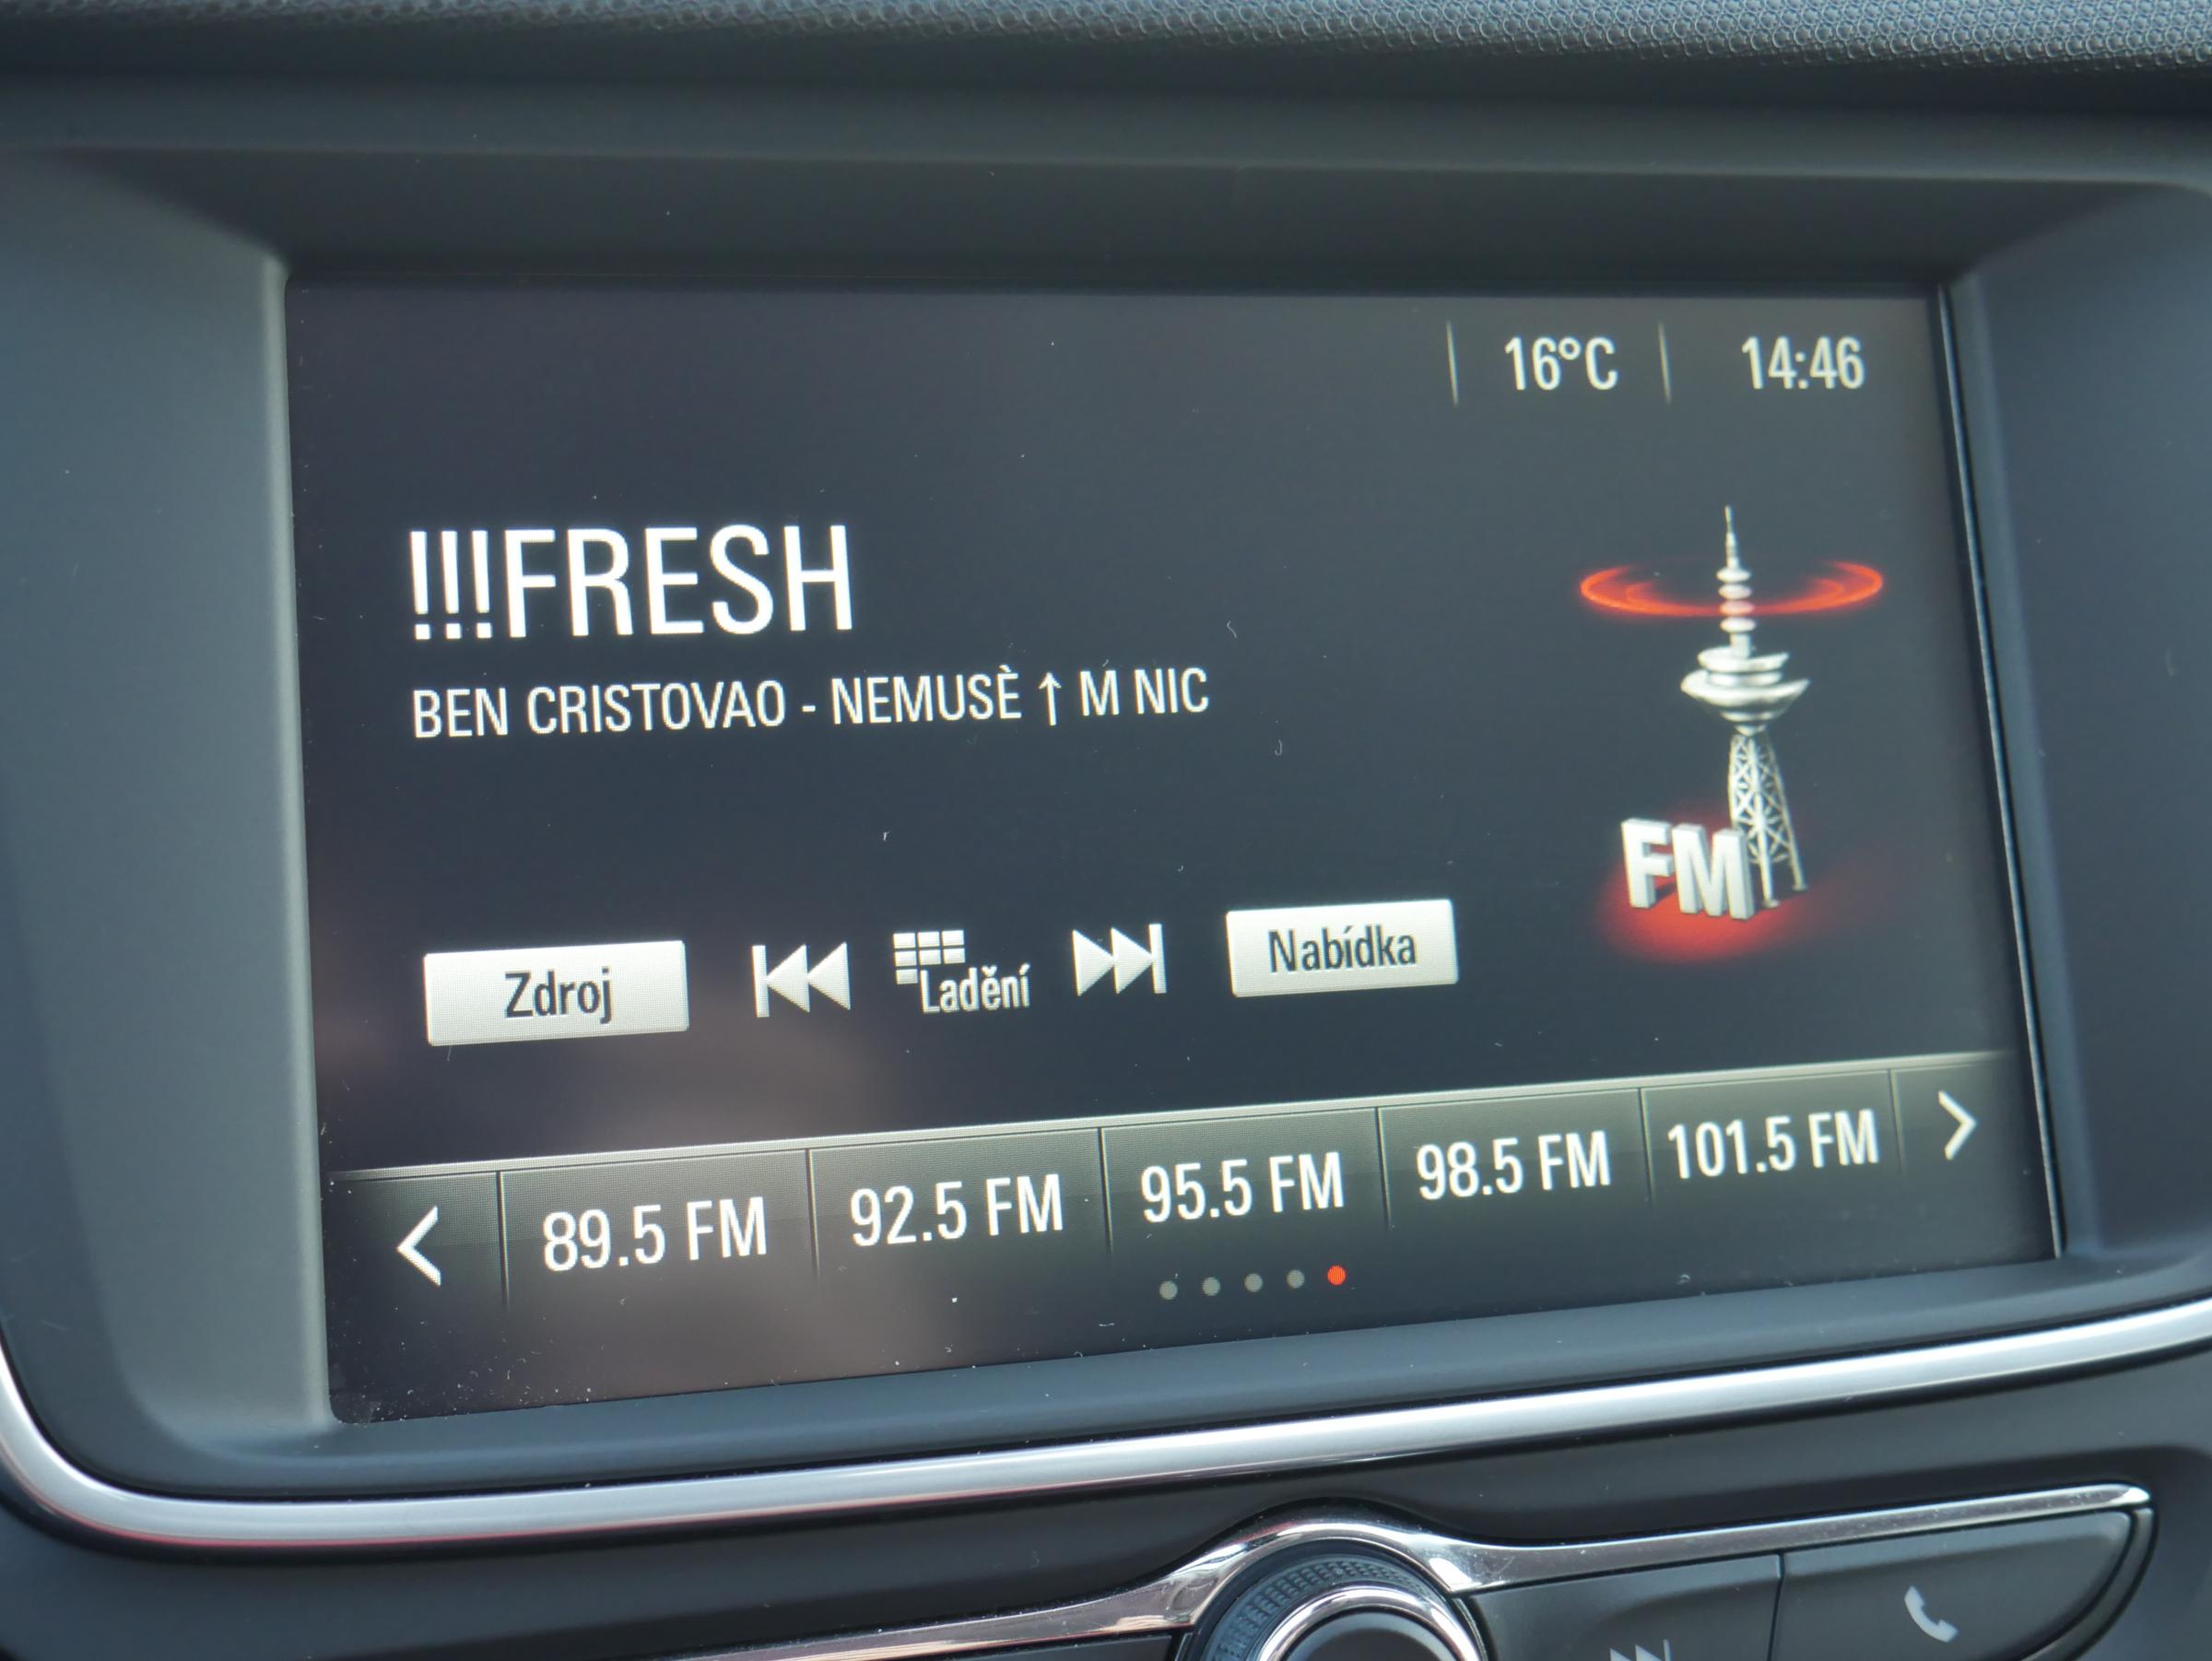 16°C 14:46
!!!FRESH
BEN CRISTOVAO - NEMUSÈ ↑ M NIC
FM
Zdroj Ladění Nabídka
89.5 FM 92.5 FM 95.5 FM 98.5 FM 101.5 FM